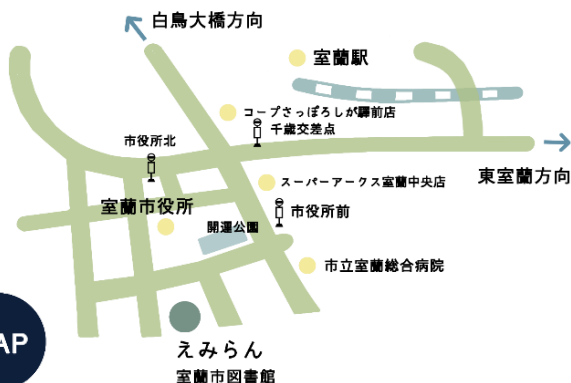 白鳥大橋方向
室蘭駅
コープさっぽろしが驛前店
千歳交差点
市役所北
東室蘭方向
スーパーアークス室蘭中央店
室蘭市役所
市役所前
開運公園
市立室蘭総合病院
AP
えみらん
室蘭市図書館